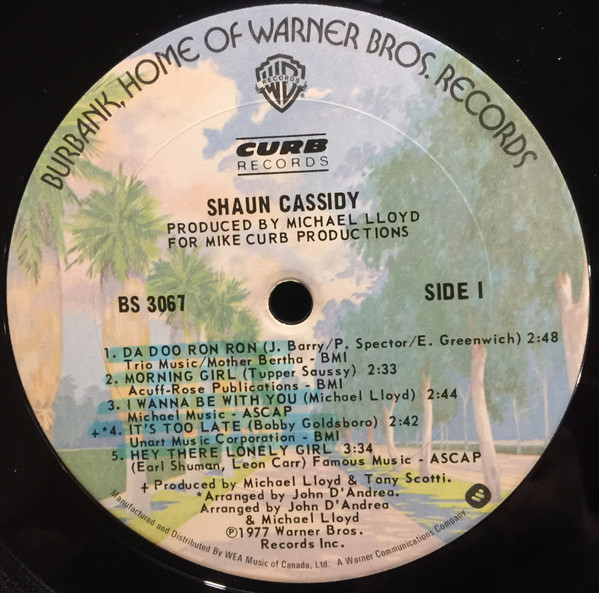 BURBANK, HOME OF WARNER BROS. RECORDS
RECORDS
®
CURB
RECORDS
SHAUN CASSIDY
PRODUCED BY MICHAEL LLOYD
FOR MIKE CURB PRODUCTIONS
BS 3067
SIDE I
1. DA DOO RON RON (J. Barry/P. Spector/E. Greenwich) 2:48
Trio Music/Mother Bertha - BMI
2. MORNING GIRL (Tupper Saussy) 2:33
Acuff-Rose Publications - BMI
3. I WANNA BE WITH YOU (Michael Lloyd) 2:44
Michael Music - ASCAP
+*4. IT'S TOO LATE (Bobby Goldsboro) 2:42
Unart Music Corporation - BMI
5. HEY THERE LONELY GIRL 3:34
(Earl Shuman, Leon Carr) Famous Music - ASCAP
+ Produced by Michael Lloyd & Tony Scotti.
*Arranged by John D'Andrea.
Arranged by John D'Andrea
& Michael Lloyd
℗1977 Warner Bros.
Records Inc.
Manufactured and Distributed By WEA Music of Canada, Ltd. A Warner Communications Company